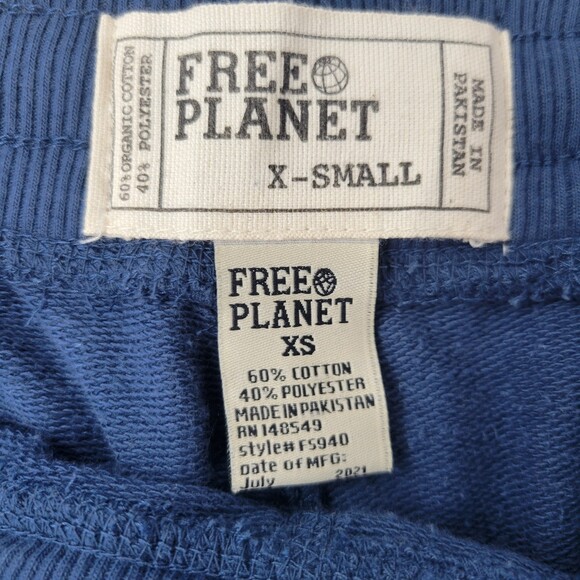 60% ORGANIC COTTON
40% POLYESTER
FREE
PLANET
X-SMALL
MADE IN
PAKISTAN
FREE
PLANET
XS
60% COTTON
40% POLYESTER
MADE IN PAKISTAN
RN 148549
style# FS940
Date of MFG:
July 2021